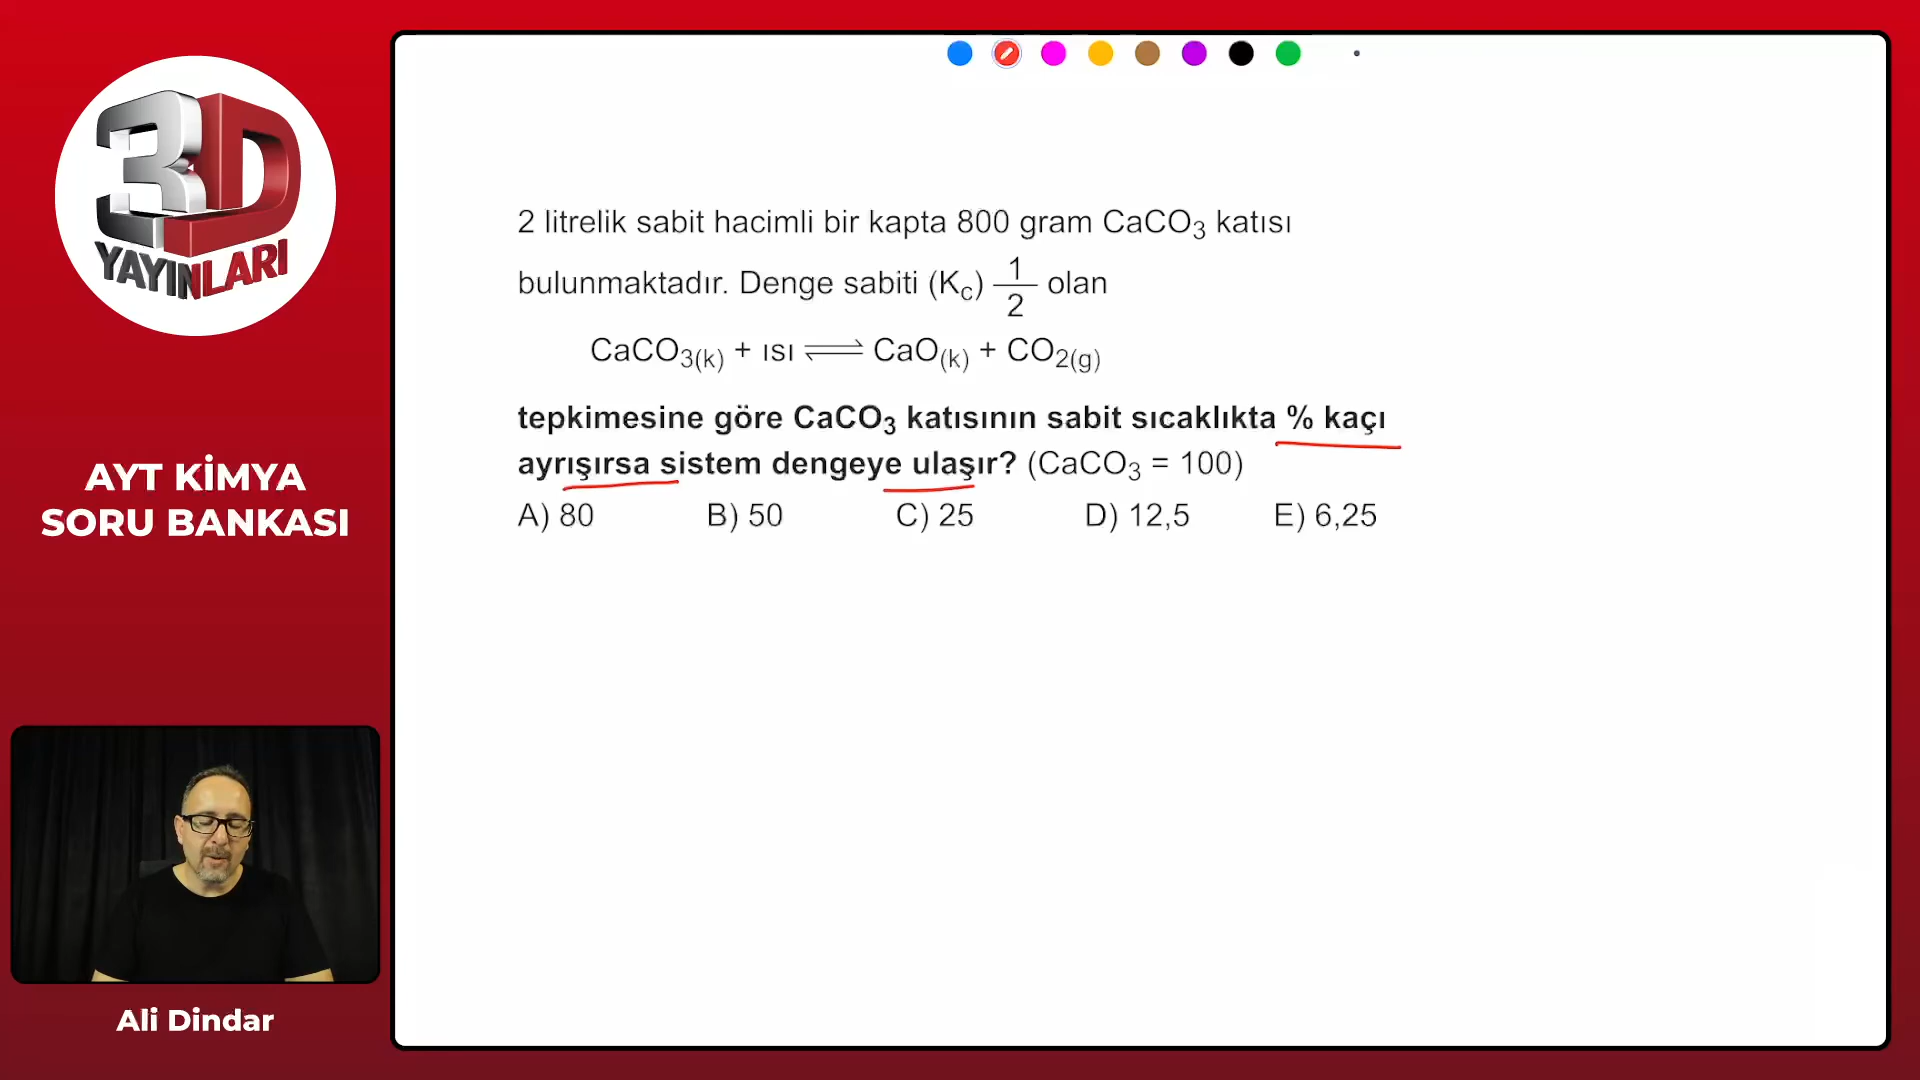 3D
YAYINLARI
AYT KİMYA
SORU BANKASI
Ali Dindar
2 litrelik sabit hacimli bir kapta 800 gram CaCO₃ katısı
bulunmaktadır. Denge sabiti (K꜀) 1/2 olan
CaCO₃(k) + ısı ⇌ CaO(k) + CO₂(g)
tepkimesine göre CaCO₃ katısının sabit sıcaklıkta % kaçı
ayrışırsa sistem dengeye ulaşır? (CaCO₃ = 100)
A) 80 B) 50 C) 25 D) 12,5 E) 6,25